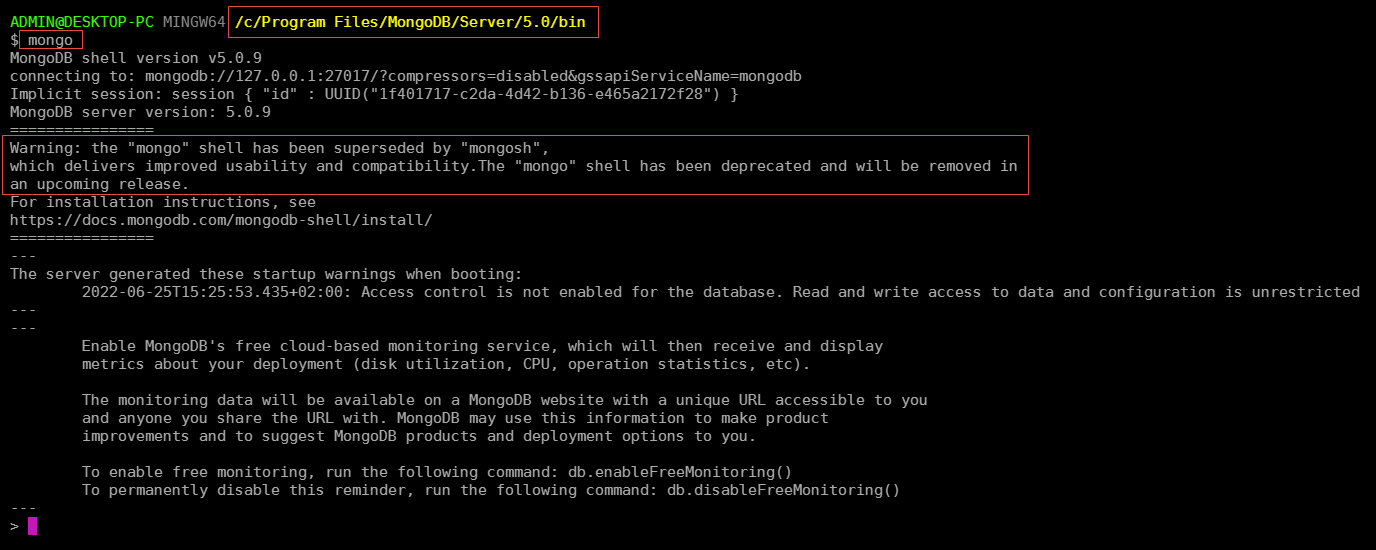 ADMIN@DESKTOP-PC MINGW64 /c/Program Files/MongoDB/Server/5.0/bin
$ mongo
MongoDB shell version v5.0.9
connecting to: mongodb://127.0.0.1:27017/?compressors=disabled&gssapiServiceName=mongodb
Implicit session: session { "id" : UUID("1f401717-c2da-4d42-b136-e465a2172f28") }
MongoDB server version: 5.0.9
================
Warning: the "mongo" shell has been superseded by "mongosh",
which delivers improved usability and compatibility.The "mongo" shell has been deprecated and will be removed in
an upcoming release.
For installation instructions, see
https://docs.mongodb.com/mongodb-shell/install/
================
---
The server generated these startup warnings when booting:
2022-06-25T15:25:53.435+02:00: Access control is not enabled for the database. Read and write access to data and configuration is unrestricted
---
---
Enable MongoDB's free cloud-based monitoring service, which will then receive and display
metrics about your deployment (disk utilization, CPU, operation statistics, etc).
The monitoring data will be available on a MongoDB website with a unique URL accessible to you
and anyone you share the URL with. MongoDB may use this information to make product
improvements and to suggest MongoDB products and deployment options to you.
To enable free monitoring, run the following command: db.enableFreeMonitoring()
To permanently disable this reminder, run the following command: db.disableFreeMonitoring()
---
>